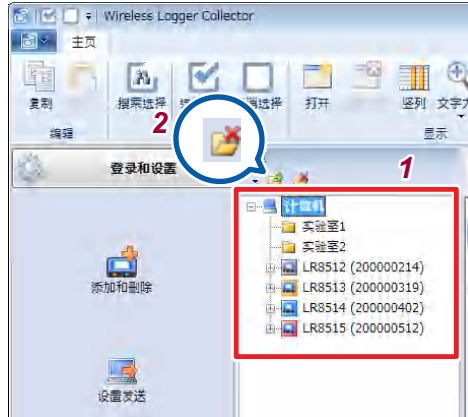 Wireless Logger Collector
主页
复制
搜索选择
选择
打开
竖列
文字大
编辑
显示
2
登录和设置
1
计算机
实验室1
实验室2
LR8512 (200000214)
LR8513 (200000319)
LR8514 (200000402)
LR8515 (200000512)
添加和删除
设置发送